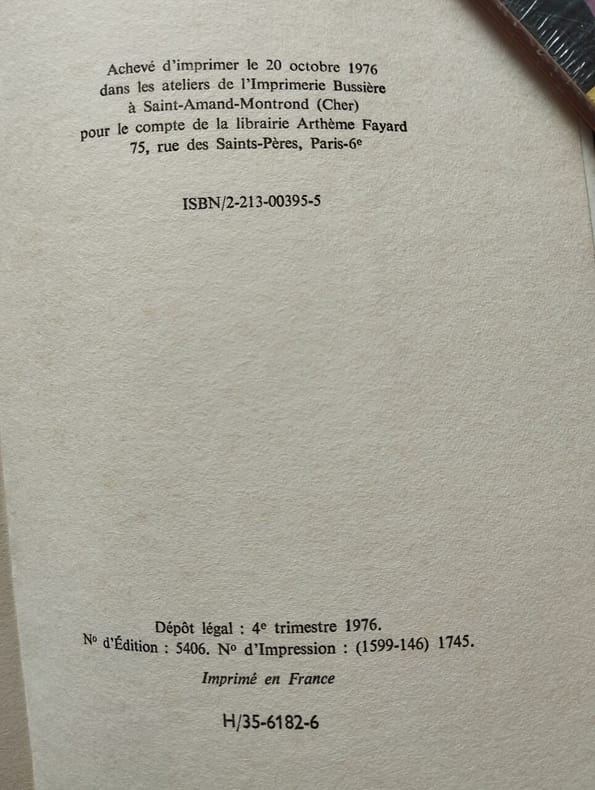 Achevé d'imprimer le 20 octobre 1976
dans les ateliers de l'Imprimerie Bussière
à Saint-Amand-Montrond (Cher)
pour le compte de la librairie Arthème Fayard
75, rue des Saints-Pères, Paris-6e
ISBN/2-213-00395-5
Dépôt légal : 4e trimestre 1976.
No d'Édition : 5406. No d'Impression : (1599-146) 1745.
Imprimé en France
H/35-6182-6